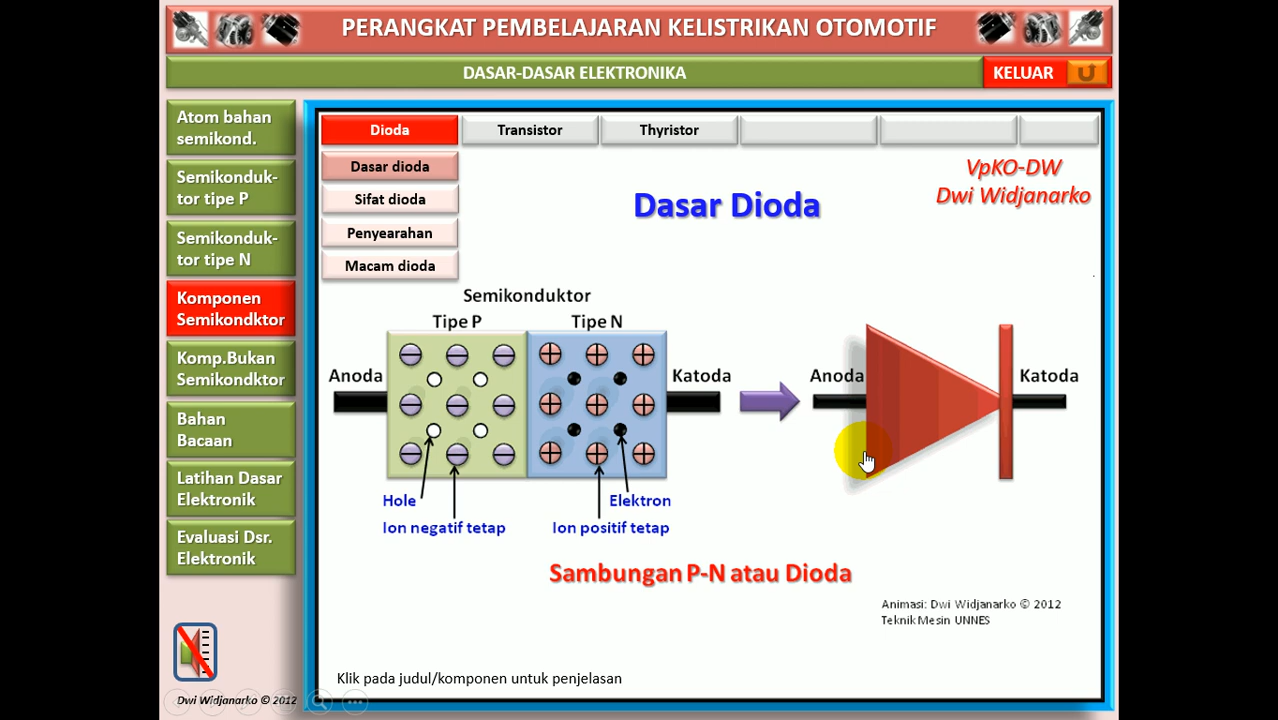 PERANGKAT PEMBELAJARAN KELISTRIKAN OTOMOTIF
DASAR-DASAR ELEKTRONIKA
KELUAR
Atom bahan
semikond.
Semikonduk-
tor tipe P
Semikonduk-
tor tipe N
Komponen
Semikondktor
Komp.Bukan
Semikondktor
Bahan
Bacaan
Latihan Dasar
Elektronik
Evaluasi Dsr.
Elektronik
Dwi Widjanarko © 2012
Dioda
Transistor
Thyristor
Dasar dioda
Sifat dioda
Penyearahan
Macam dioda
VpKO-DW
Dwi Widjanarko
Dasar Dioda
Semikonduktor
Tipe P
Tipe N
Anoda
Katoda
Anoda
Katoda
Hole
Elektron
Ion negatif tetap
Ion positif tetap
Sambungan P-N atau Dioda
Animasi: Dwi Widjanarko © 2012
Teknik Mesin UNNES
Klik pada judul/komponen untuk penjelasan